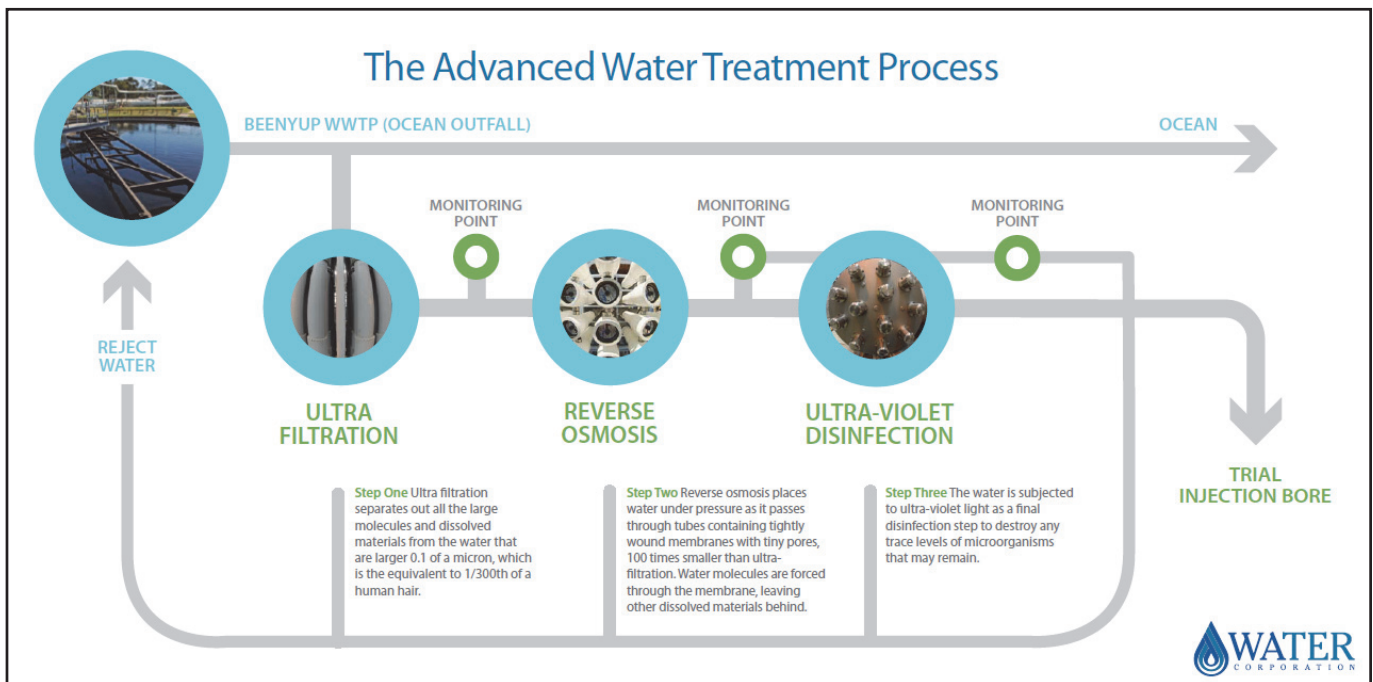 The Advanced Water Treatment Process
BEENYUP WWTP (OCEAN OUTFALL)
OCEAN
MONITORING
POINT
MONITORING
POINT
MONITORING
POINT
REJECT
WATER
ULTRA
FILTRATION
REVERSE
OSMOSIS
ULTRA-VIOLET
DISINFECTION
TRIAL
INJECTION BORE
Step One Ultra filtration
separates out all the large
molecules and dissolved
materials from the water that
are larger 0.1 of a micron, which
is the equivalent to 1/300th of a
human hair.
Step Two Reverse osmosis places
water under pressure as it passes
through tubes containing tightly
wound membranes with tiny pores,
100 times smaller than ultra-
filtration. Water molecules are forced
through the membrane, leaving
other dissolved materials behind.
Step Three The water is subjected
to ultra-violet light as a final
disinfection step to destroy any
trace levels of microorganisms
that may remain.
WATER
CORPORATION